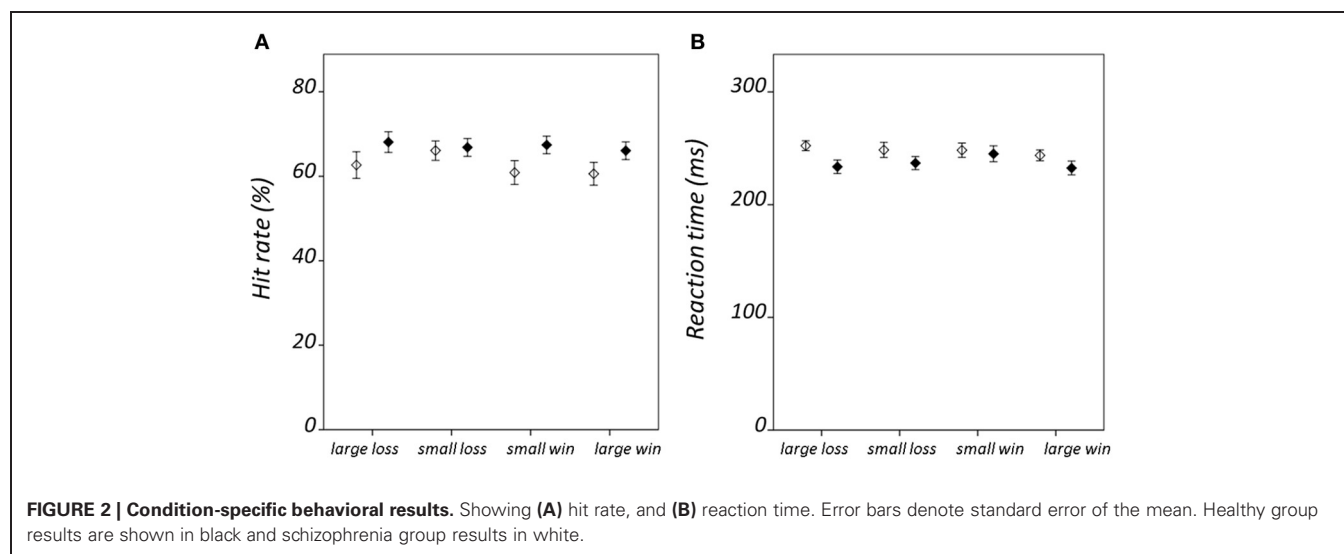 A
Hit rate (%)
80
60
40
20
0
large loss small loss small win large win
B
Reaction time (ms)
300
200
100
0
large loss small loss small win large win
FIGURE 2 | Condition-specific behavioral results. Showing (A) hit rate, and (B) reaction time. Error bars denote standard error of the mean. Healthy group
results are shown in black and schizophrenia group results in white.